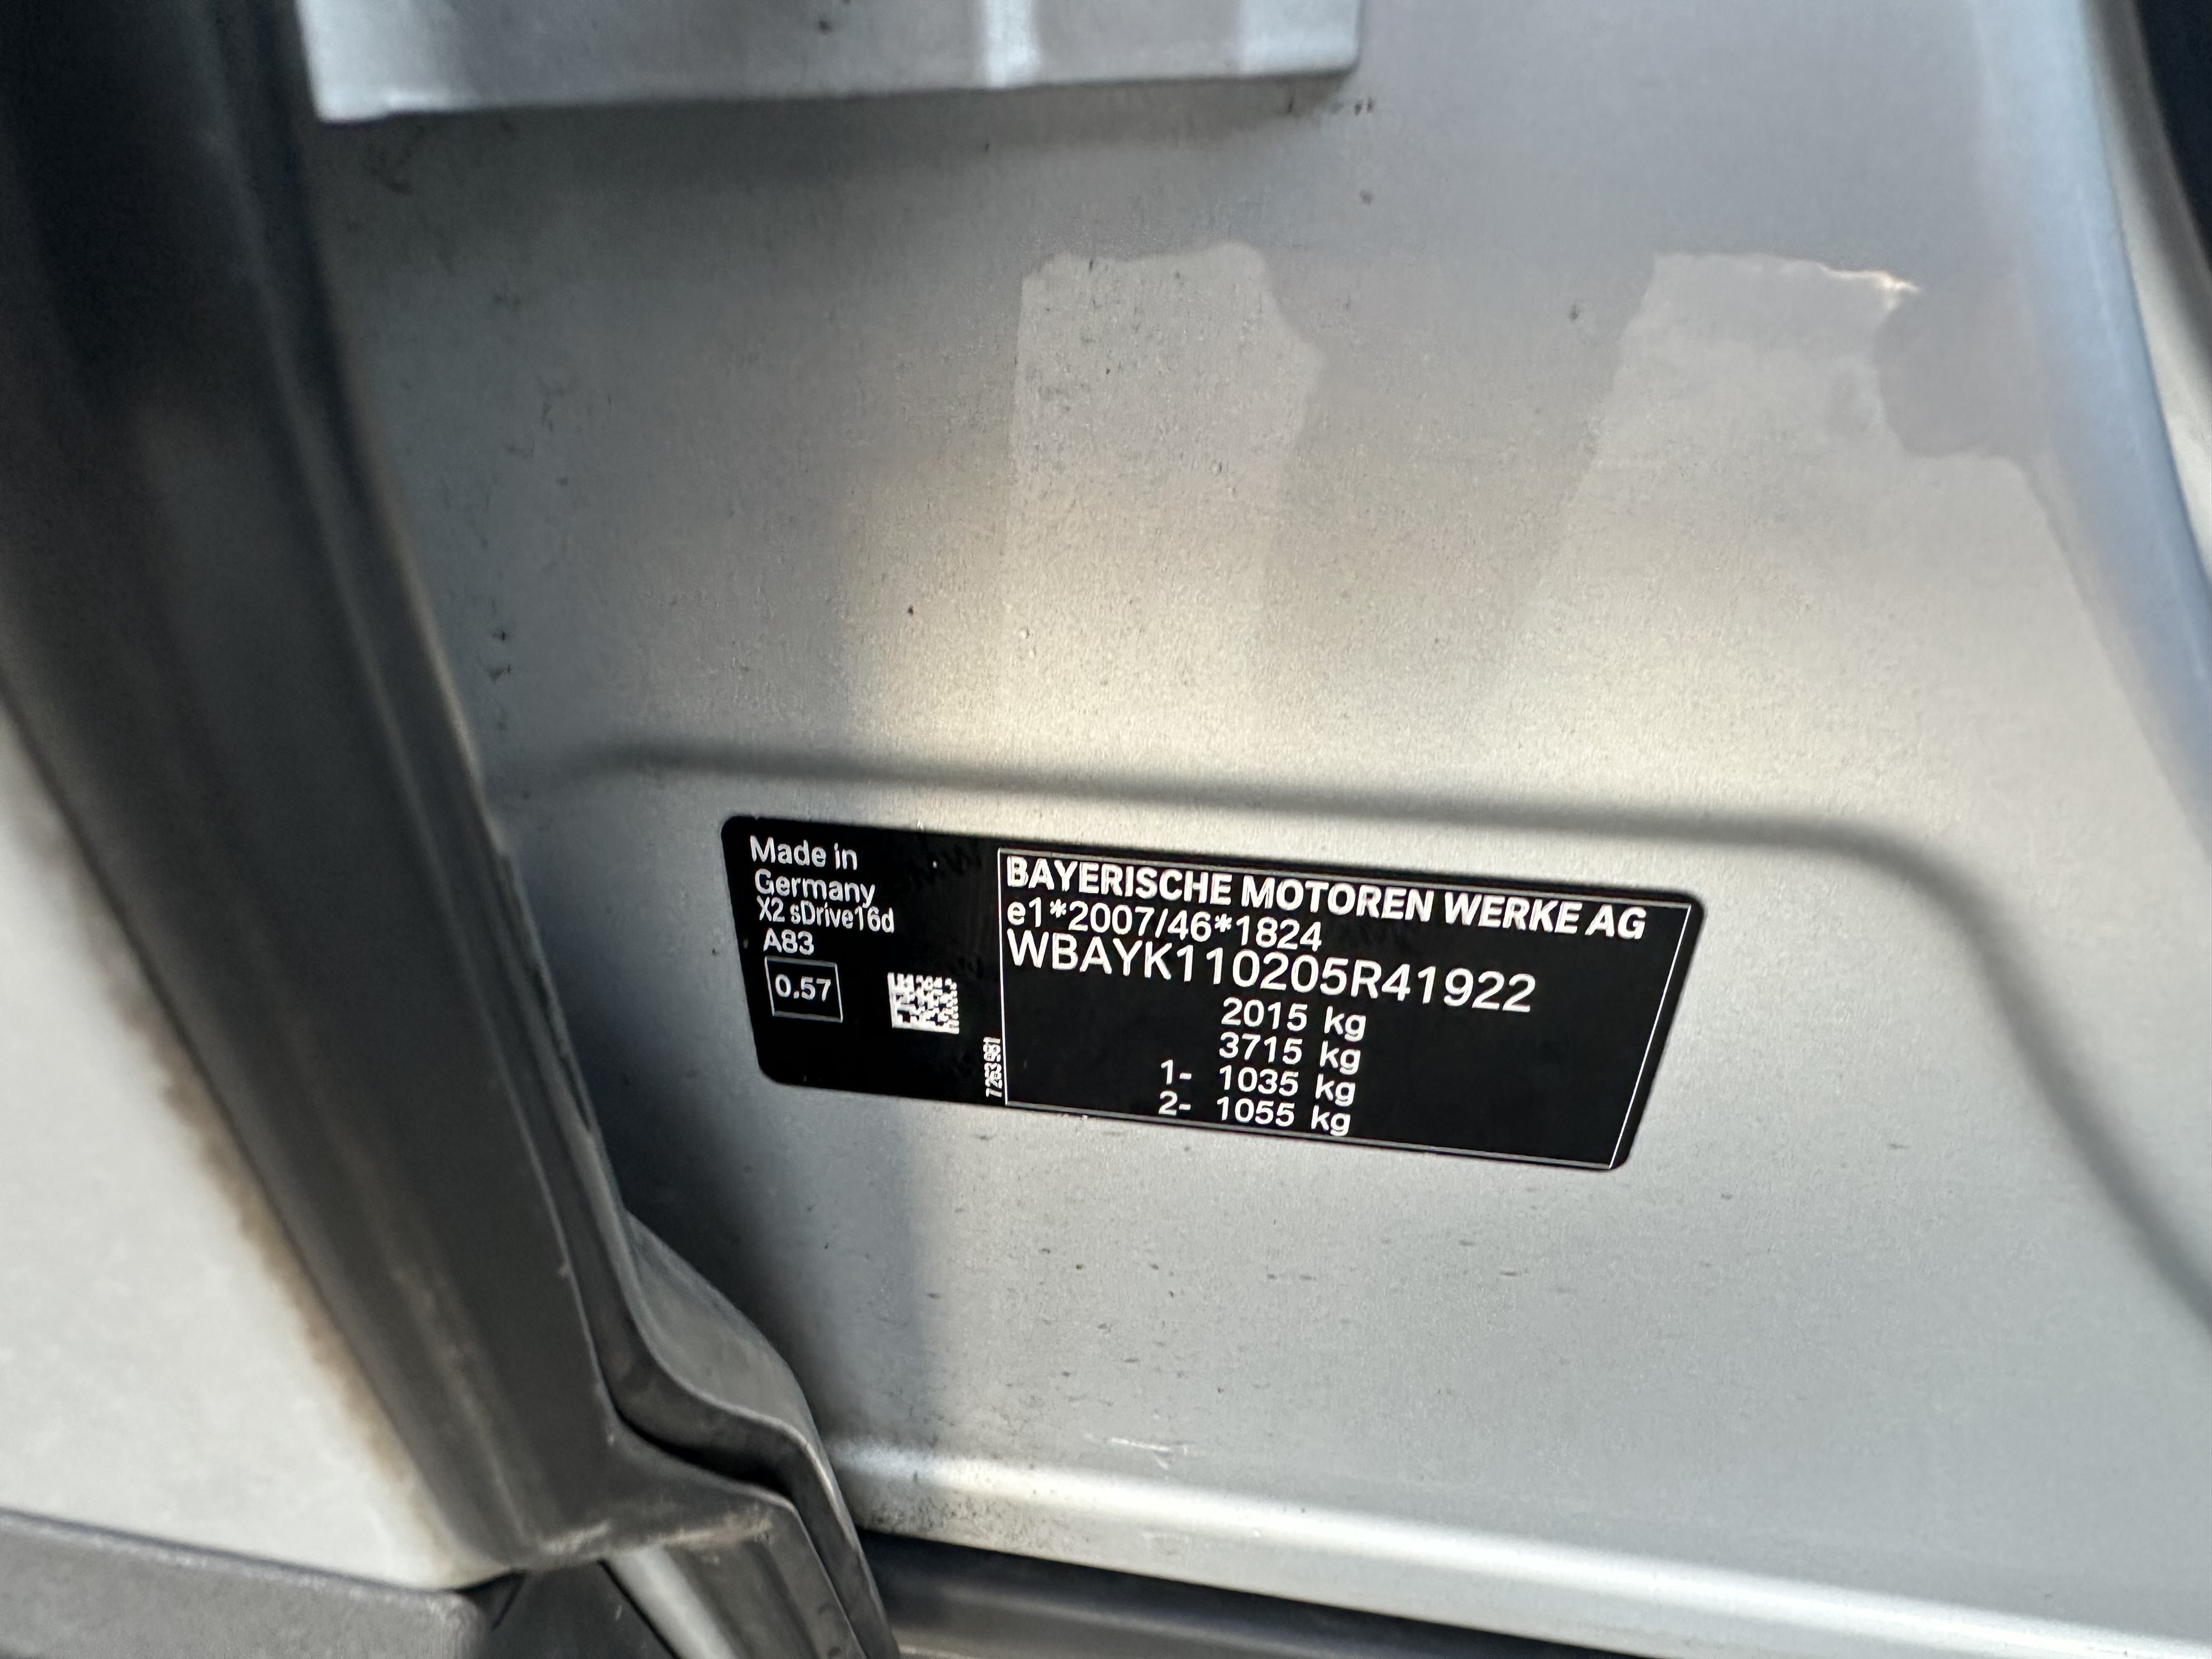 Made in
Germany
X2 sDrive16d
A83
0.57
7263981
BAYERISCHE MOTOREN WERKE AG
e1*2007/46*1824
WBAYK110205R41922
2015 kg
3715 kg
1- 1035 kg
2- 1055 kg